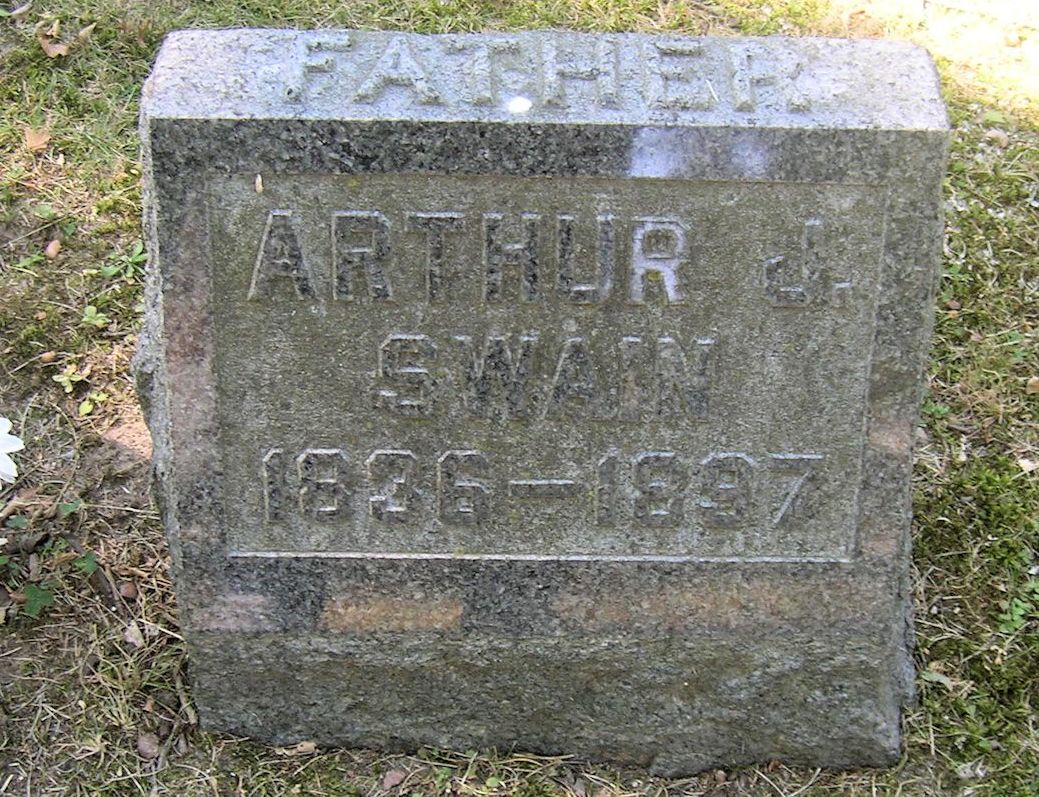 FATHER
ARTHUR J.
SWAIN
1836-1897